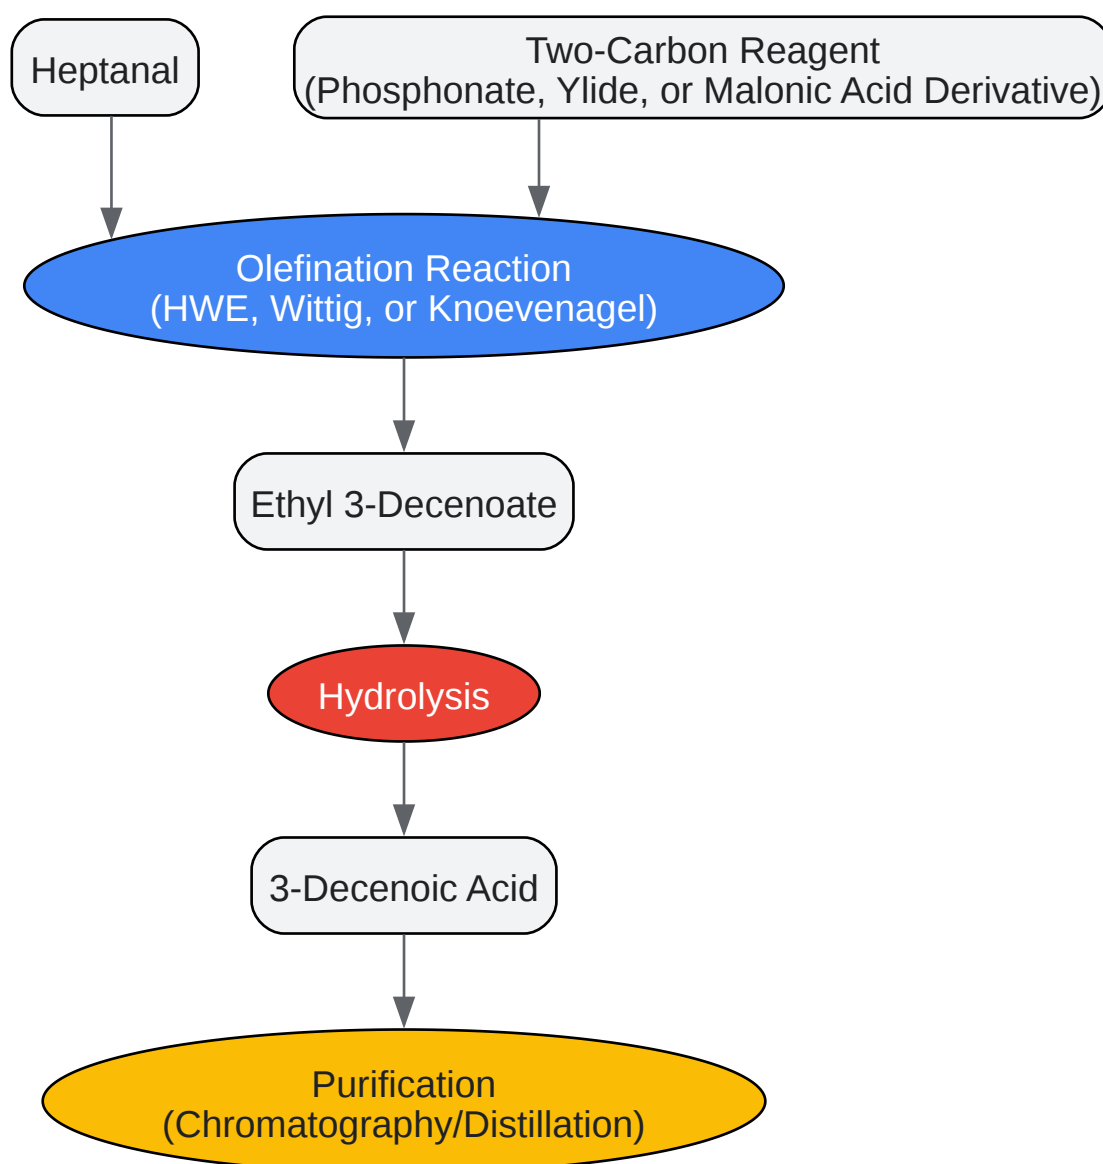 Heptanal
Two-Carbon Reagent
(Phosphonate, Ylide, or Malonic Acid Derivative)
Olefination Reaction
(HWE, Wittig, or Knoevenagel)
Ethyl 3-Decenoate
Hydrolysis
3-Decenoic Acid
Purification
(Chromatography/Distillation)